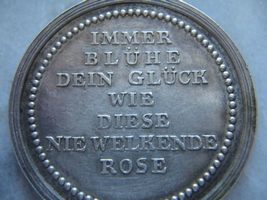 IMMER
BLÜHE
DEIN GLÜCK
WIE
DIESE
NIE WELKENDE
ROSE